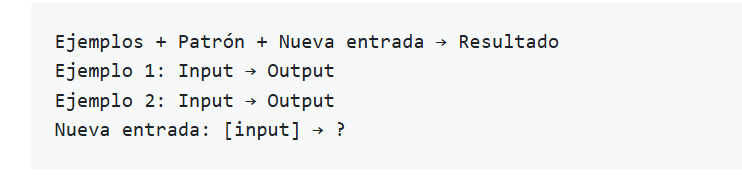 Ejemplos + Patrón + Nueva entrada → Resultado
Ejemplo 1: Input → Output
Ejemplo 2: Input → Output
Nueva entrada: [input] → ?